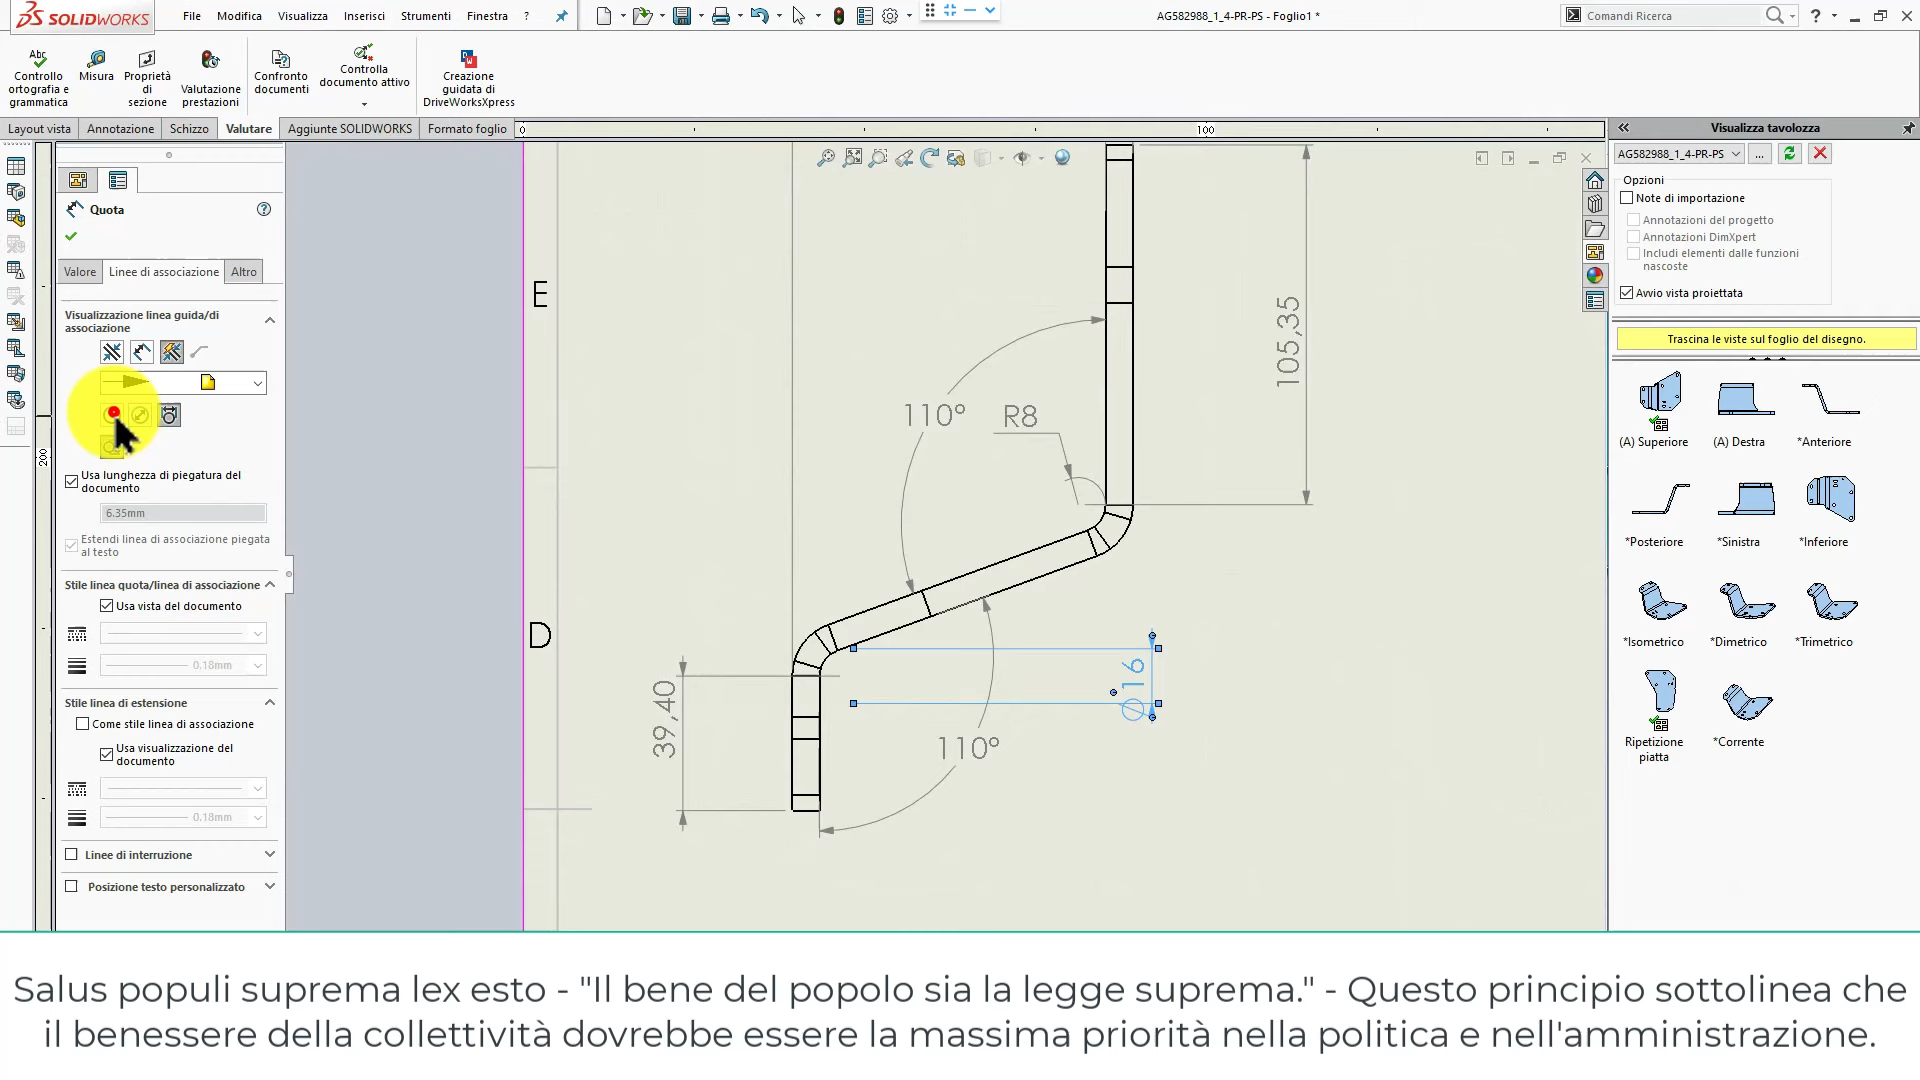 SOLIDWORKS
File Modifica Visualizza Inserisci Strumenti Finestra ?
AG582988_1_4-PR-PS - Foglio1 *
Comandi Ricerca
?
Controllo ortografia e grammatica
Misura
Proprietà di sezione
Valutazione prestazioni
Confronto documenti
Controlla documento attivo
Creazione guidata di DriveWorksXpress
Layout vista Annotazione Schizzo Valutare Aggiunte SOLIDWORKS Formato foglio
0 100
200
Quota
Valore Linee di associazione Altro
Visualizzazione linea guida/di
associazione
Usa lunghezza di piegatura del
documento
6.35mm
Estendi linea di associazione piegata
al testo
Stile linea quota/linea di associazione
Usa vista del documento
0.18mm
Stile linea di estensione
Come stile linea di associazione
Usa visualizzazione del
documento
0.18mm
Linee di interruzione
Posizione testo personalizzato
E
D
110°
R8
105,35
39,40
∅16
110°
Visualizza tavolozza
AG582988_1_4-PR-PS
...
Opzioni
Note di importazione
Annotazioni del progetto
Annotazioni DimXpert
Includi elementi dalle funzioni
nascoste
Avvio vista proiettata
Trascina le viste sul foglio del disegno.
(A) Superiore (A) Destra *Anteriore
*Posteriore *Sinistra *Inferiore
*Isometrico *Dimetrico *Trimetrico
Ripetizione piatta
*Corrente
Salus populi suprema lex esto - "Il bene del popolo sia la legge suprema." - Questo principio sottolinea che
il benessere della collettività dovrebbe essere la massima priorità nella politica e nell'amministrazione.